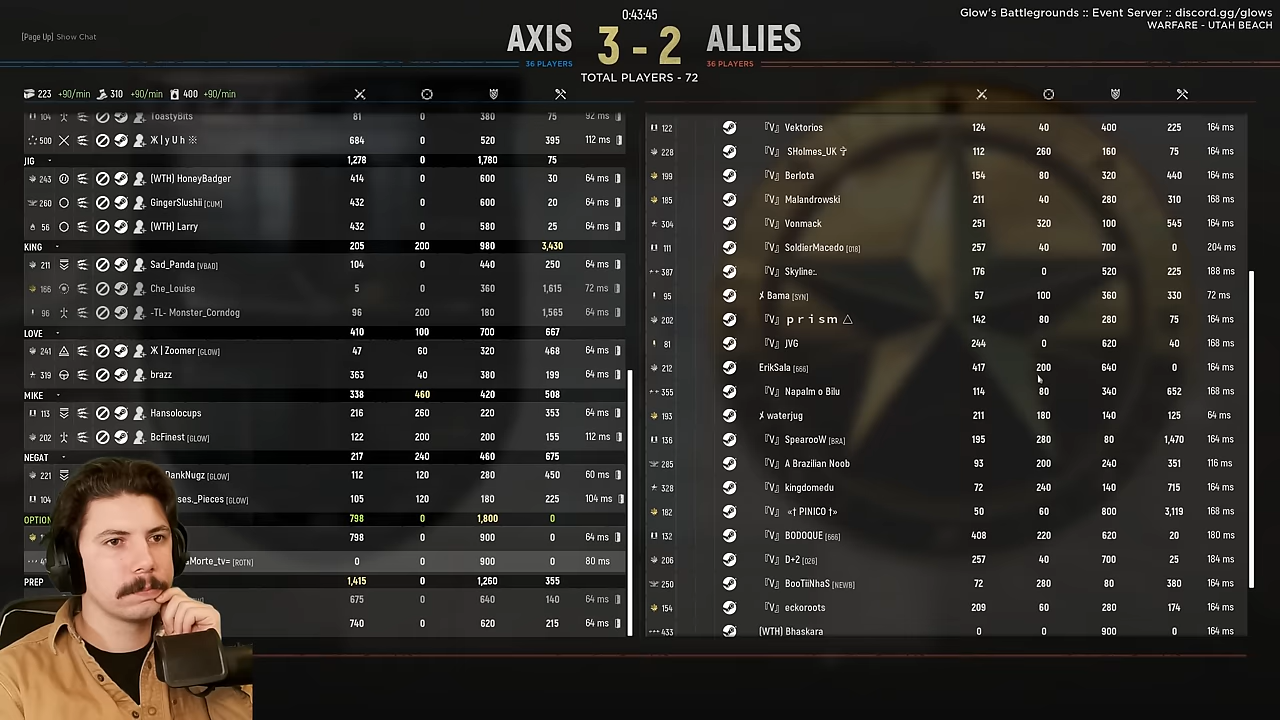 0:43:45
Glow's Battlegrounds :: Event Server :: discord.gg/glows
WARFARE - UTAH BEACH
[Page Up] Show Chat
AXIS 3 - 2 ALLIES
36 PLAYERS
36 PLAYERS
TOTAL PLAYERS - 72
223 +90/min 310 +90/min 400 +90/min
104 ToastyBits 81 0 380 75 92 ms
500 Ж | y U h ※ 684 0 520 395 112 ms
JIG 1,278 0 1,780 75
243 (WTH) HoneyBadger 414 0 600 30 64 ms
260 GingerSlushii [CUM] 432 0 600 20 64 ms
56 (WTH) Larry 432 0 580 25 64 ms
KING 205 200 980 3,430
211 Sad_Panda [VBAD] 104 0 440 250 64 ms
166 Che_Louise 5 0 360 1,615 72 ms
96 -TL- Monster_Corndog 96 200 180 1,565 64 ms
LOVE 410 100 700 667
241 Ж | Zoomer [GLOW] 47 60 320 468 64 ms
319 brazz 363 40 380 199 64 ms
MIKE 338 460 420 508
113 Hansolocups 216 260 220 353 64 ms
202 BcFinest [GLOW] 122 200 200 155 112 ms
NEGAT 217 240 460 675
221 DankNugz [GLOW] 112 120 280 450 60 ms
104 ses._Pieces [GLOW] 105 120 180 225 104 ms
OPTION 798 0 1,800 0
798 0 900 0 64 ms
Morte_tv= [ROTN] 0 0 900 0 80 ms
PREP 1,415 0 1,260 355
675 0 640 140 64 ms
740 0 620 215 64 ms
122 『V』 Vektorios 124 40 400 225 164 ms
228 『V』 SHolmes_UK ✞ 112 260 160 75 164 ms
199 『V』 Berlota 154 80 320 440 164 ms
185 『V』 Malandrowski 211 40 280 310 168 ms
304 『V』 Vonmack 251 320 100 545 164 ms
111 『V』 SoldierMacedo [018] 257 40 700 0 204 ms
387 『V』 Skyline:. 176 0 520 225 188 ms
95 ⚡ Bama [SYN] 57 100 360 330 72 ms
202 『V』 p r i s m △ 142 80 280 75 164 ms
81 『V』 JVG 244 0 620 40 168 ms
212 ErikSala [666] 417 200 640 0 164 ms
355 『V』 Napalm o Bilu 114 80 340 652 168 ms
193 ⚡ waterjug 211 180 140 125 64 ms
136 『V』 SpearooW [BRA] 195 280 80 1,470 164 ms
285 『V』 A Brazilian Noob 93 200 240 351 116 ms
328 『V』 kingdomedu 72 240 140 715 164 ms
182 『V』 «† PINICO †» 50 60 800 3,119 168 ms
132 『V』 BODOQUE [666] 408 220 620 20 180 ms
206 『V』 D+2 [026] 257 40 700 25 184 ms
250 『V』 BooTiiNhaS [NEWB] 72 280 80 380 164 ms
154 『V』 eckoroots 209 60 280 174 164 ms
433 (WTH) Bhaskara 0 0 900 0 164 ms